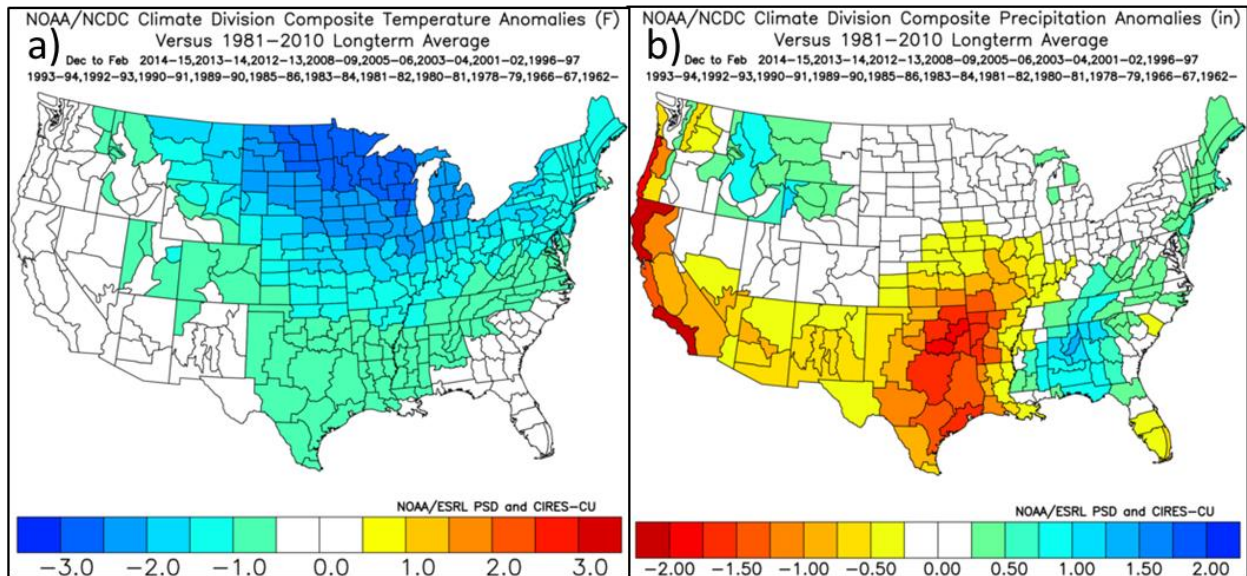 NOAA/NCDC Climate Division Composite Temperature Anomalies (F)
a)
Versus 1981–2010 Longterm Average
Dec to Feb 2014–15,2013–14,2012–13,2008–09,2005–06,2003–04,2001–02,1996–97
1993–94,1992–93,1990–91,1989–90,1985–86,1983–84,1981–82,1980–81,1978–79,1966–67,1962–
NOAA/ESRL PSD and CIRES–CU
−3.0 −2.0 −1.0 0.0 1.0 2.0 3.0
NOAA/NCDC Climate Division Composite Precipitation Anomalies (in)
b)
Versus 1981–2010 Longterm Average
Dec to Feb 2014–15,2013–14,2012–13,2008–09,2005–06,2003–04,2001–02,1996–97
1993–94,1992–93,1990–91,1989–90,1985–86,1983–84,1981–82,1980–81,1978–79,1966–67,1962–
NOAA/ESRL PSD and CIRES–CU
−2.00 −1.50 −1.00 −0.50 0.00 0.50 1.00 1.50 2.00